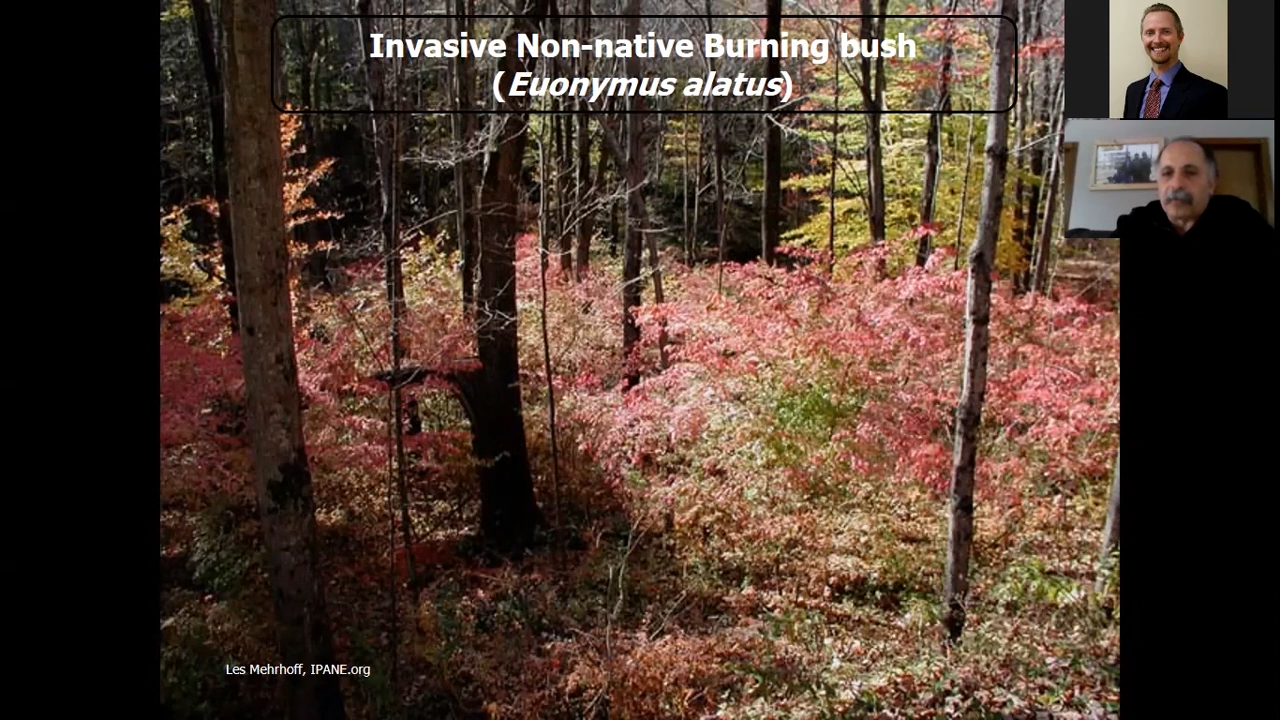 Invasive Non-native Burning bush
(Euonymus alatus)
Les Mehrhoff, IPANE.org